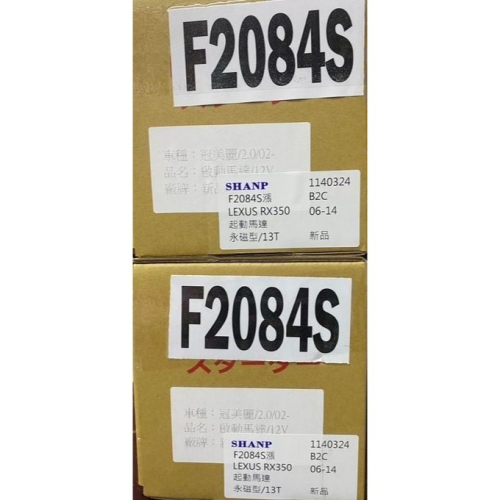 F2084S
車種：冠美麗/2.0/02-
品名：啟動馬達/12V
廠牌：新品
SHANP 1140324
F2084S漲 B2C
LEXUS RX350 06-14
起動馬達
永磁型/13T 新品
F2084S
スターター
車種：冠美麗/2.0/02-
品名：啟動馬達/12V
廠牌：
SHANP 1140324
F2084S漲 B2C
LEXUS RX350 06-14
起動馬達
永磁型/13T 新品